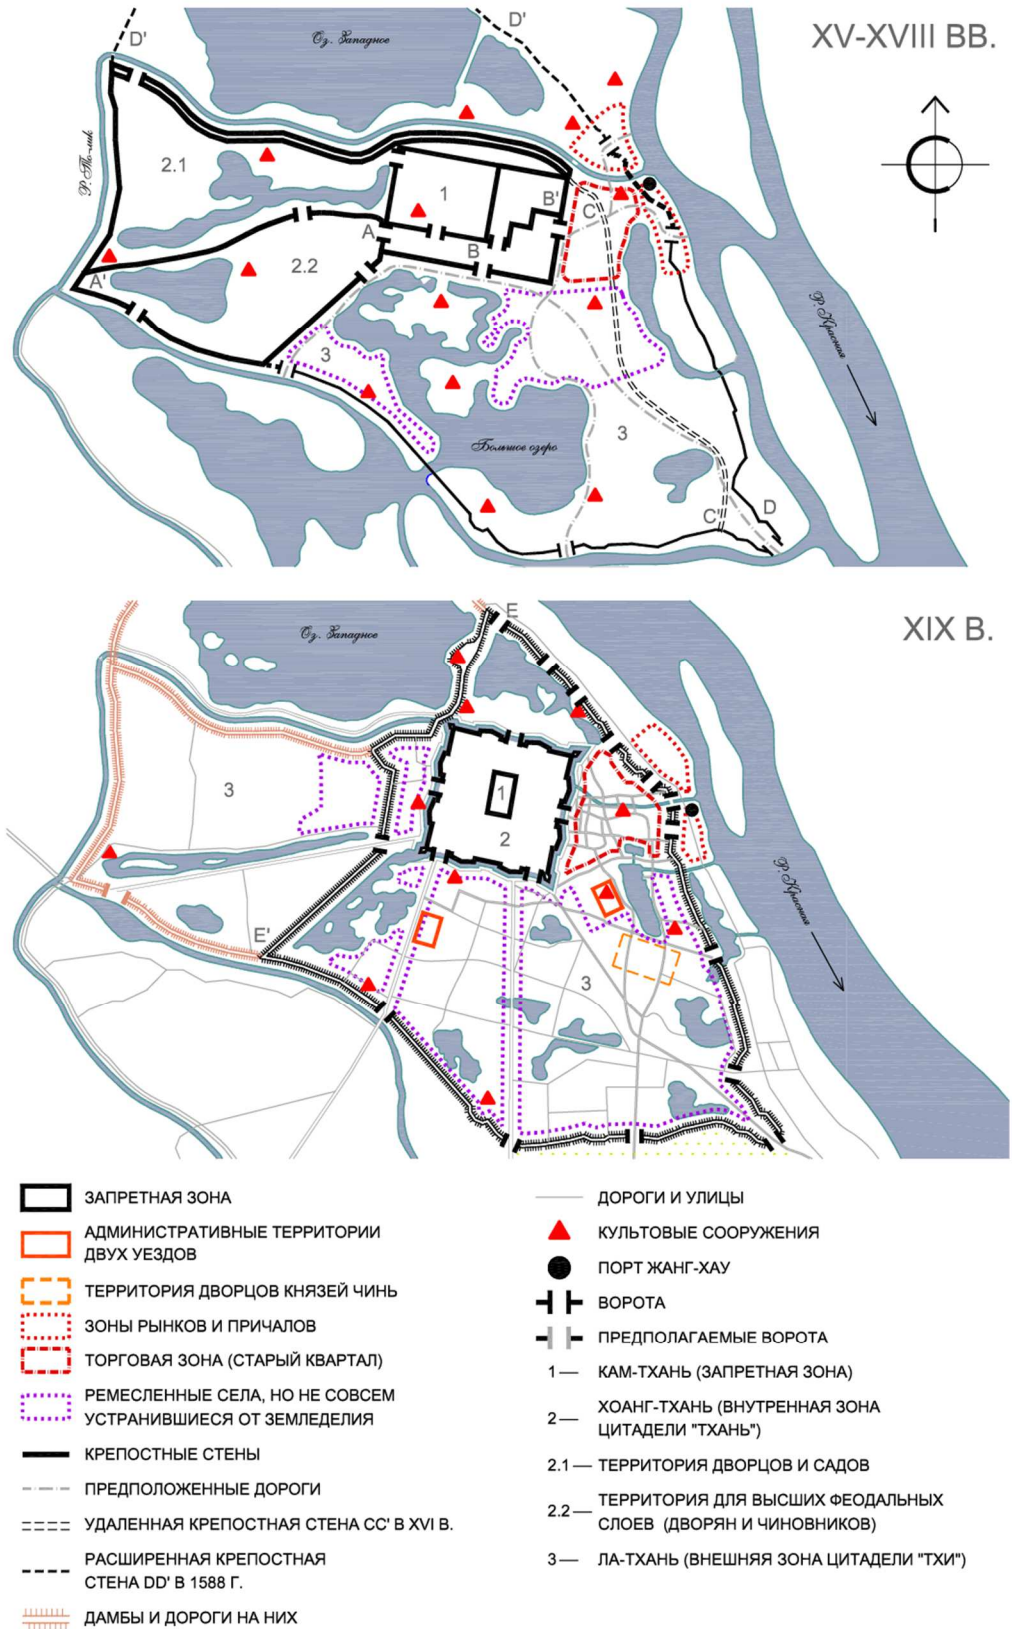 XV-XVIII ВВ.
D'
D'
Оз. Западное
Р. То-лик
2.1
1
B'
C
A
B
2.2
A'
3
Р. Красная
3
Большое озеро
D
C'
XIX В.
E
Оз. Западное
3
1
2
Р. Красная
E'
3
ЗАПРЕТНАЯ ЗОНА
АДМИНИСТРАТИВНЫЕ ТЕРРИТОРИИ
ДВУХ УЕЗДОВ
ТЕРРИТОРИЯ ДВОРЦОВ КНЯЗЕЙ ЧИНЬ
ЗОНЫ РЫНКОВ И ПРИЧАЛОВ
ТОРГОВАЯ ЗОНА (СТАРЫЙ КВАРТАЛ)
РЕМЕСЛЕННЫЕ СЕЛА, НО НЕ СОВСЕМ
УСТРАНИВШИЕСЯ ОТ ЗЕМЛЕДЕЛИЯ
КРЕПОСТНЫЕ СТЕНЫ
ПРЕДПОЛОЖЕННЫЕ ДОРОГИ
УДАЛЕННАЯ КРЕПОСТНАЯ СТЕНА CC' В XVI В.
РАСШИРЕННАЯ КРЕПОСТНАЯ
СТЕНА DD' В 1588 Г.
ДАМБЫ И ДОРОГИ НА НИХ
ДОРОГИ И УЛИЦЫ
КУЛЬТОВЫЕ СООРУЖЕНИЯ
ПОРТ ЖАНГ-ХАУ
ВОРОТА
ПРЕДПОЛАГАЕМЫЕ ВОРОТА
1— КАМ-ТХАНЬ (ЗАПРЕТНАЯ ЗОНА)
2— ХОАНГ-ТХАНЬ (ВНУТРЕННАЯ ЗОНА
ЦИТАДЕЛИ "ТХАНЬ")
2.1— ТЕРРИТОРИЯ ДВОРЦОВ И САДОВ
2.2— ТЕРРИТОРИЯ ДЛЯ ВЫСШИХ ФЕОДАЛЬНЫХ
СЛОЕВ (ДВОРЯН И ЧИНОВНИКОВ)
3— ЛА-ТХАНЬ (ВНЕШНЯЯ ЗОНА ЦИТАДЕЛИ "ТХИ")